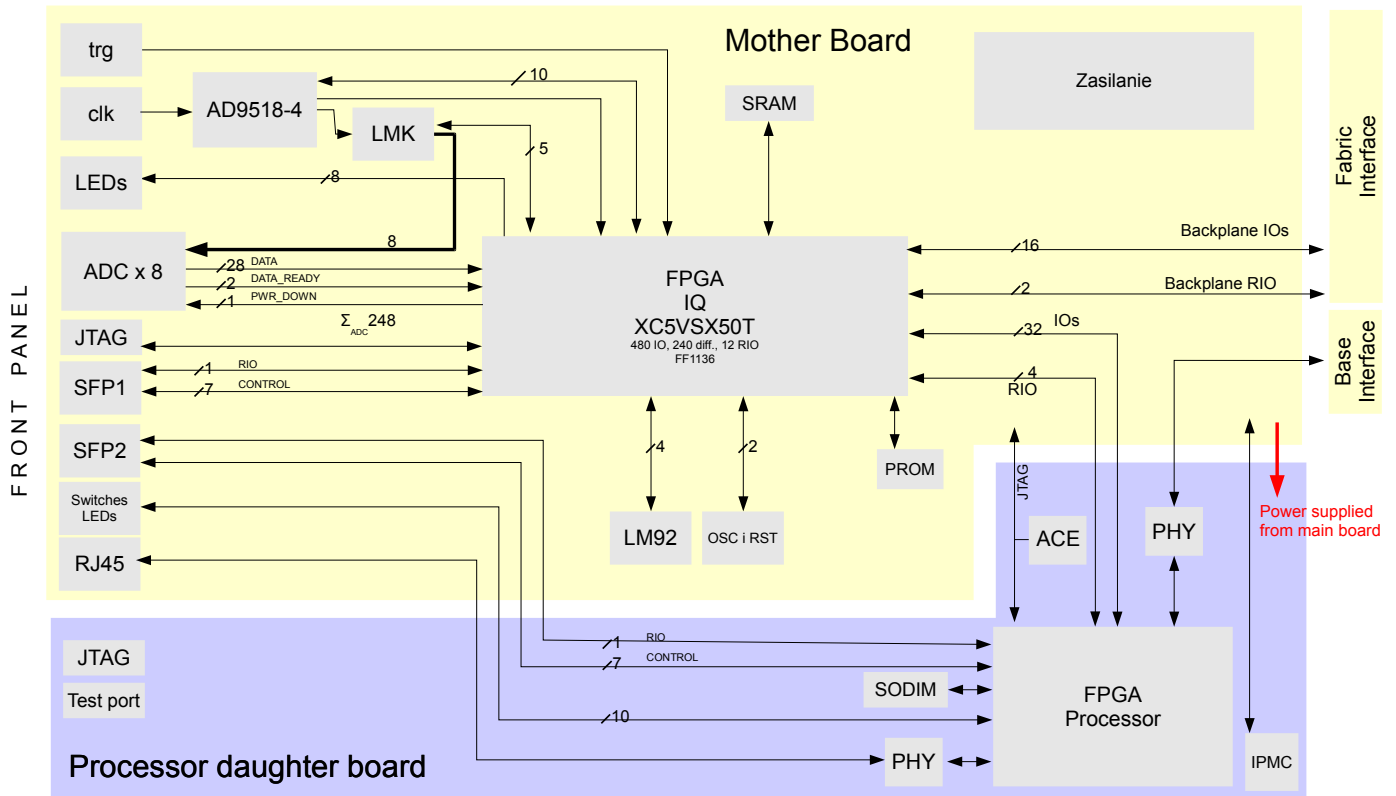 Mother Board
trg
10
Zasilanie
clk
AD9518-4
SRAM
LMK
5
LEDs
8
Fabric
Interface
8
Backplane IOs
16
ADC x 8
28 DATA
2 DATA_READY
1 PWR_DOWN
FPGA
IQ
XC5VSX50T
480 IO, 240 diff., 12 RIO
FF1136
2
Backplane RIO
Σ ADC 248
IOs
32
JTAG
1 RIO
SFP1
7 CONTROL
4
RIO
Base
Interface
FRONT PANEL
SFP2
4
2
PROM
JTAG
Switches
LEDs
LM92
OSC i RST
ACE
PHY
Power supplied
from main board
RJ45
1 RIO
JTAG
7 CONTROL
SODIM
FPGA
Processor
Test port
10
Processor daughter board
PHY
IPMC